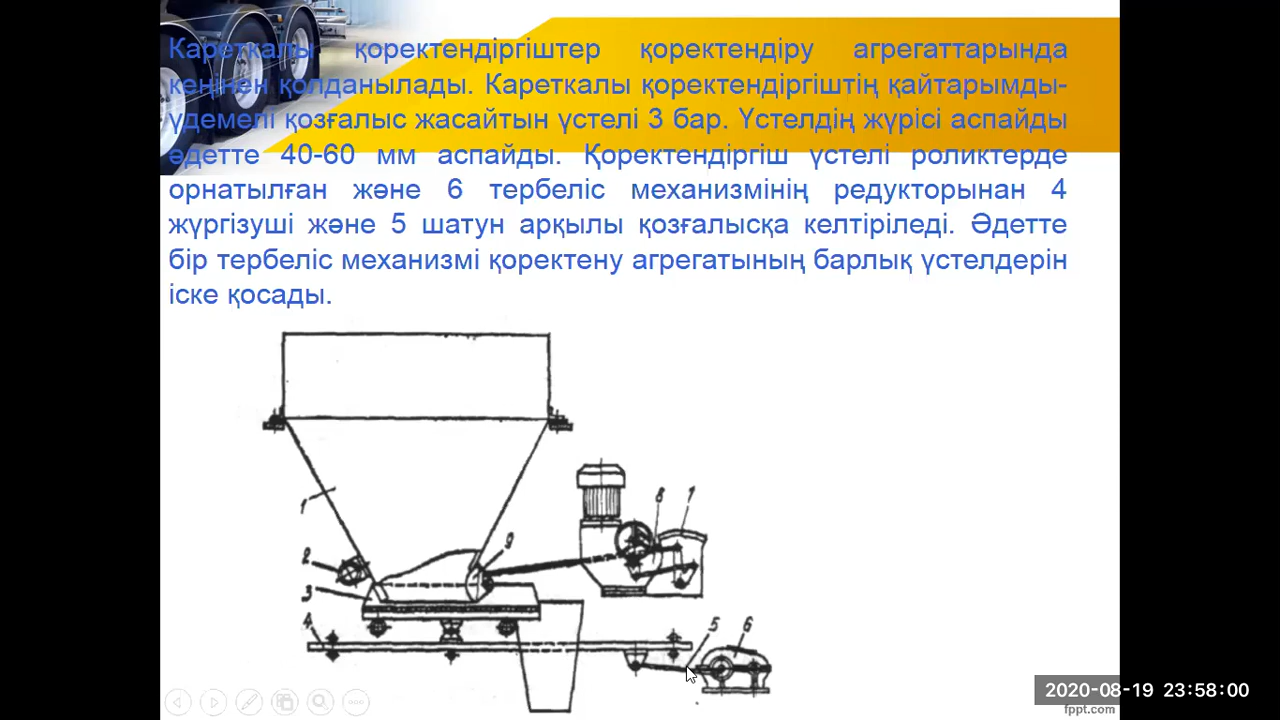 Кареткалы қоректендіргіштер қоректендіру агрегаттарында
кеңінен қолданылады. Кареткалы қоректендіргіштің қайтарымды-
үдемелі қозғалыс жасайтын үстелі 3 бар. Үстелдің жүрісі аспайды
әдетте 40-60 мм аспайды. Қоректендіргіш үстелі роликтерде
орнатылған және 6 тербеліс механизмінің редукторынан 4
жүргізуші және 5 шатун арқылы қозғалысқа келтіріледі. Әдетте
бір тербеліс механизмі қоректену агрегатының барлық үстелдерін
іске қосады.
1
2
3
4
9
8
7
5
6
2020-08-19 23:58:00
fppt.com